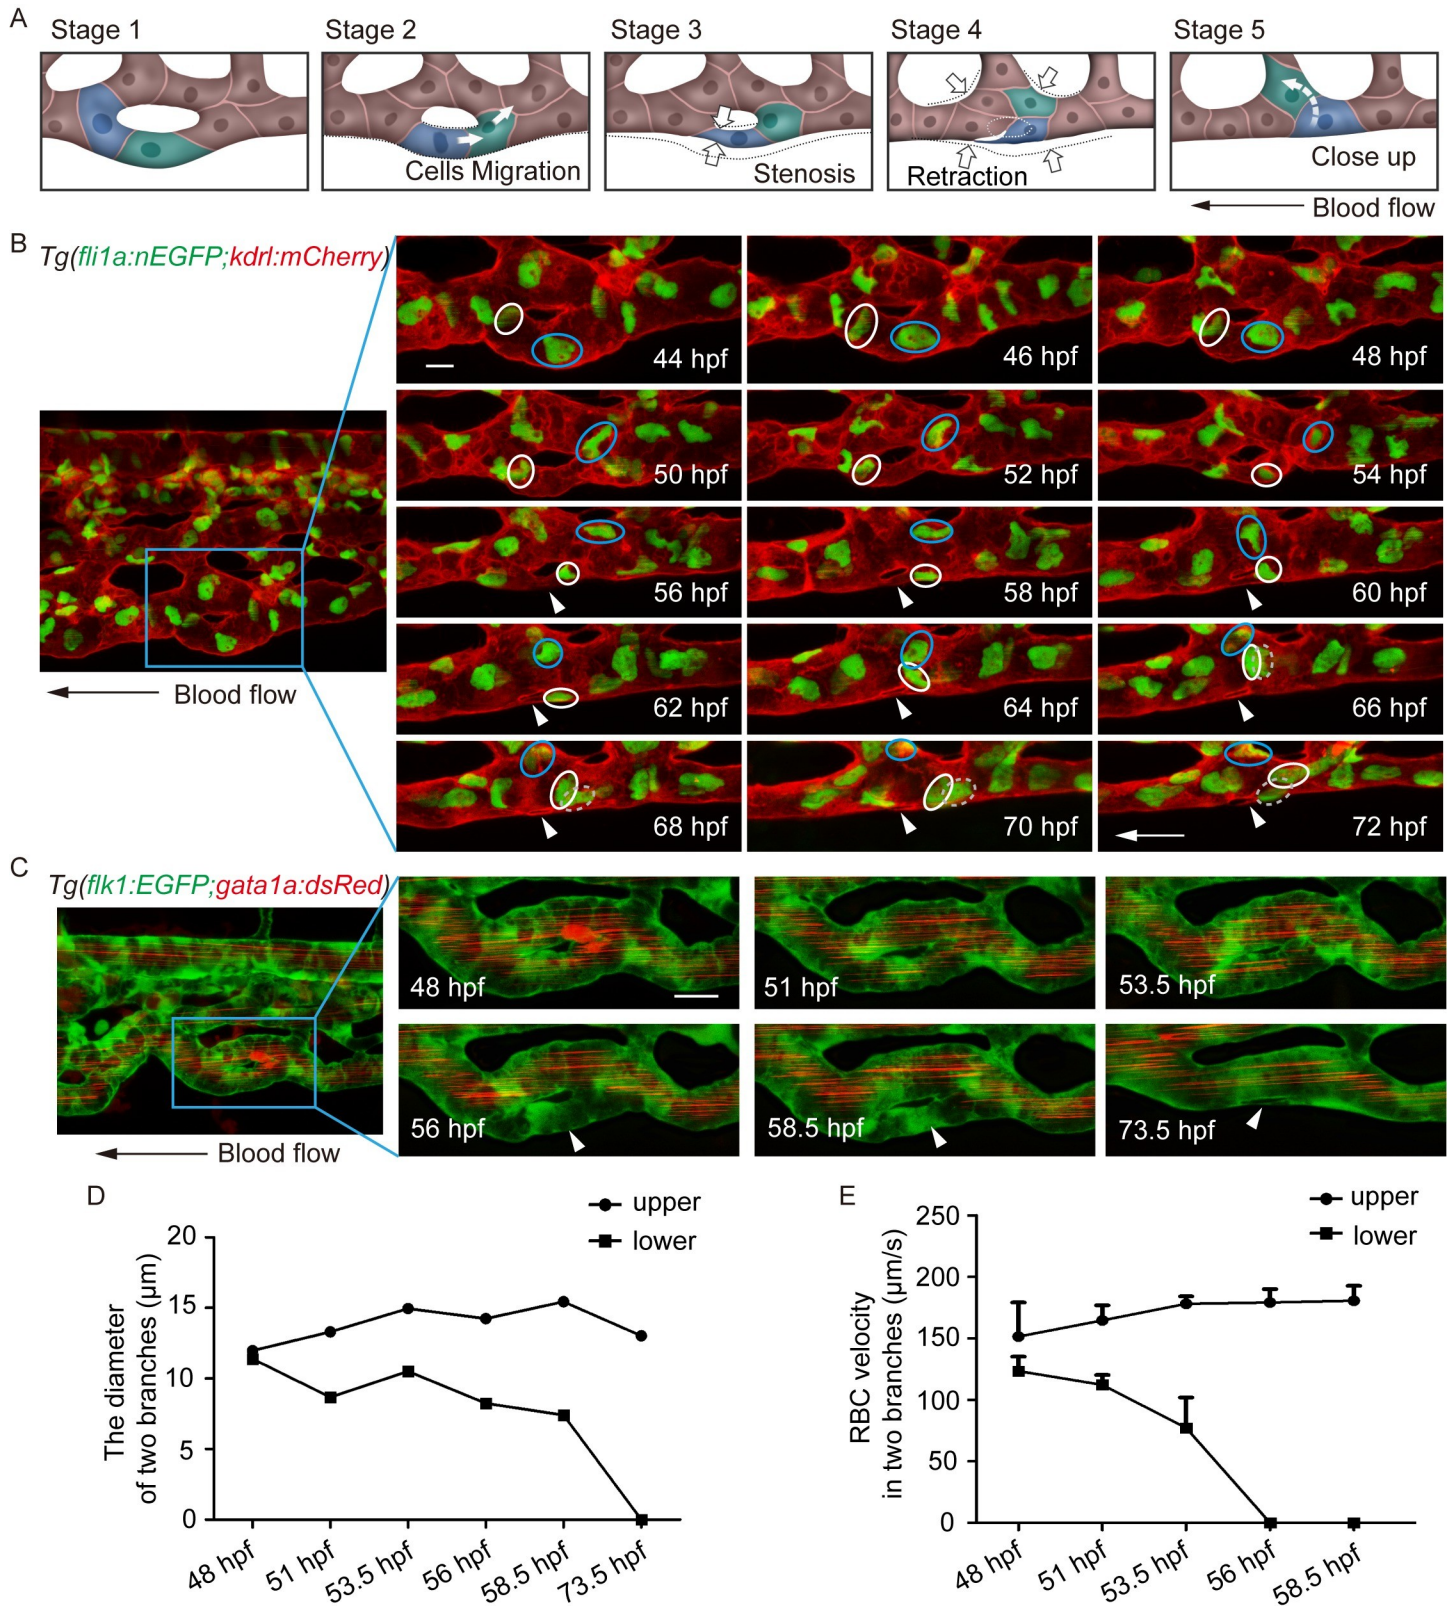 A
Stage 1
Stage 2
Stage 3
Stage 4
Stage 5
Cells Migration
Stenosis
Retraction
Close up
Blood flow
B
Tg(fli1a:nEGFP;kdrl:mCherry)
44 hpf
46 hpf
48 hpf
50 hpf
52 hpf
54 hpf
56 hpf
58 hpf
60 hpf
62 hpf
64 hpf
66 hpf
68 hpf
70 hpf
72 hpf
Blood flow
C
Tg(flk1:EGFP;gata1a:dsRed)
48 hpf
51 hpf
53.5 hpf
56 hpf
58.5 hpf
73.5 hpf
Blood flow
D
upper
lower
The diameter
of two branches (μm)
20
15
10
5
0
48 hpf
51 hpf
53.5 hpf
56 hpf
58.5 hpf
73.5 hpf
E
upper
lower
RBC velocity
in two branches (μm/s)
250
200
150
100
50
0
48 hpf
51 hpf
53.5 hpf
56 hpf
58.5 hpf